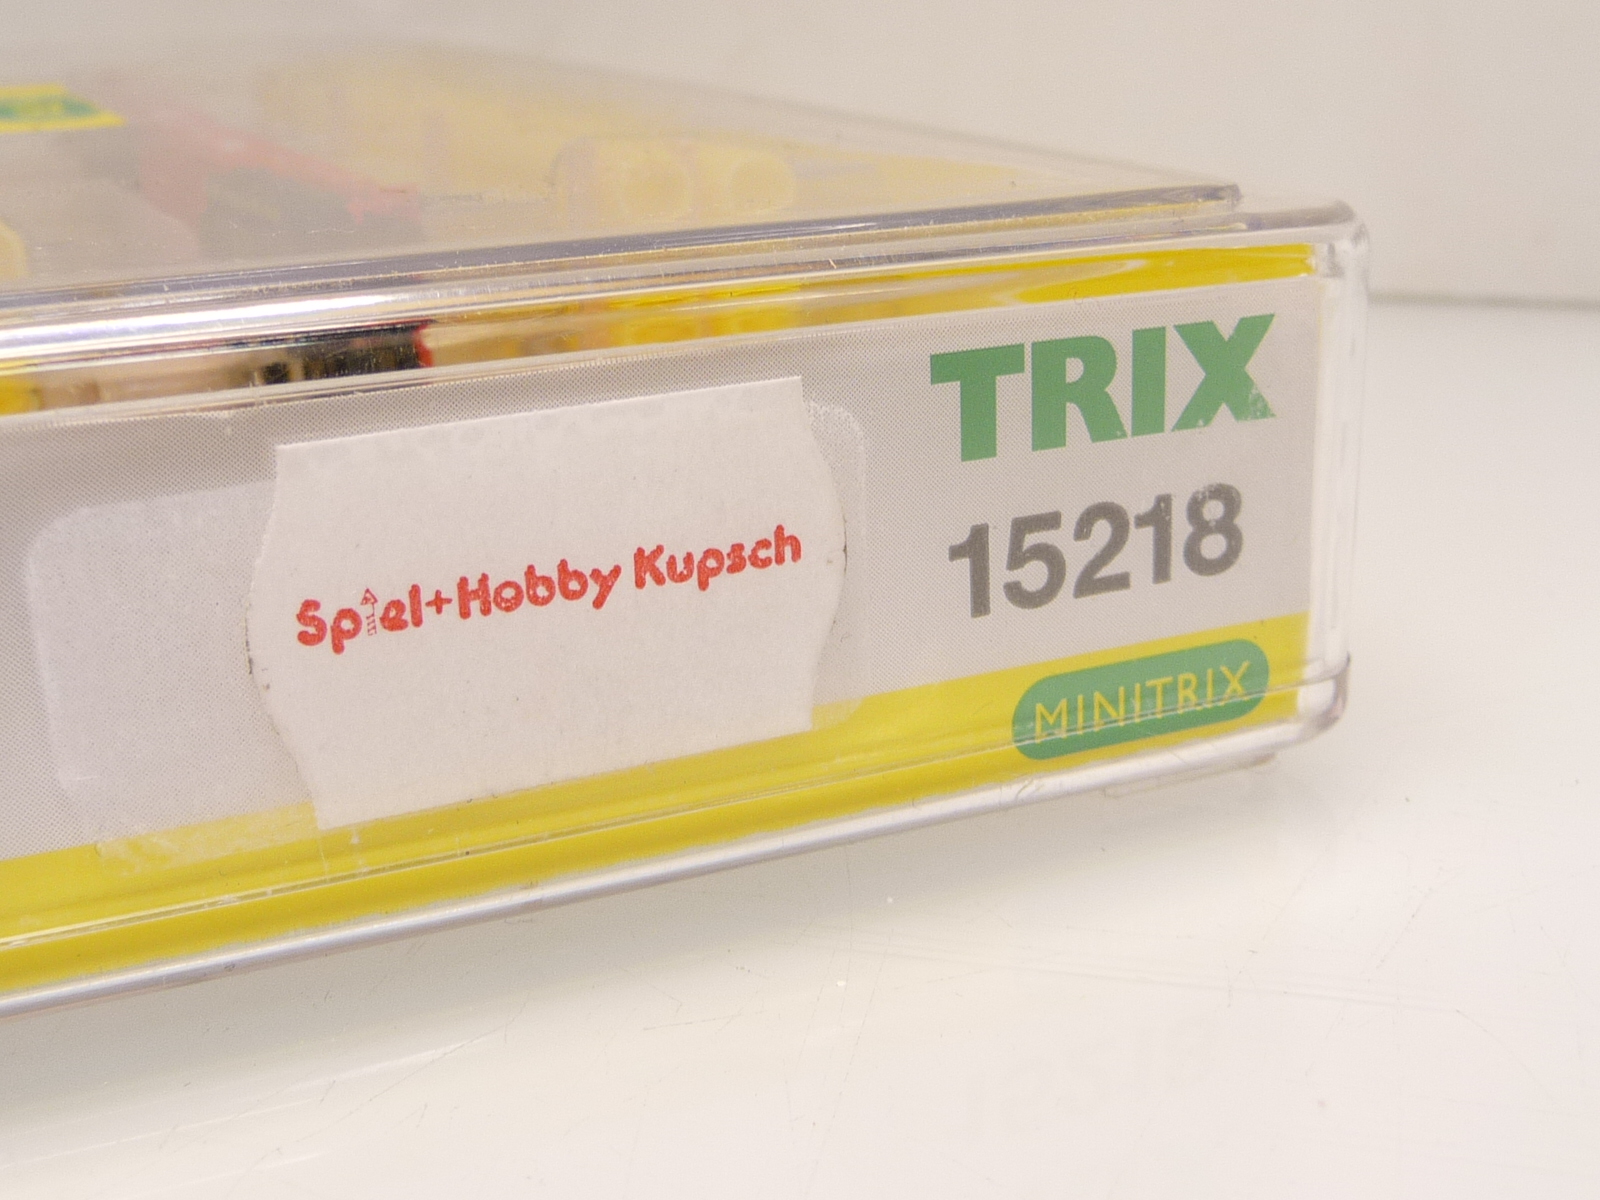 TRIX
15218
Spiel+Hobby Kupsch
MINITRIX